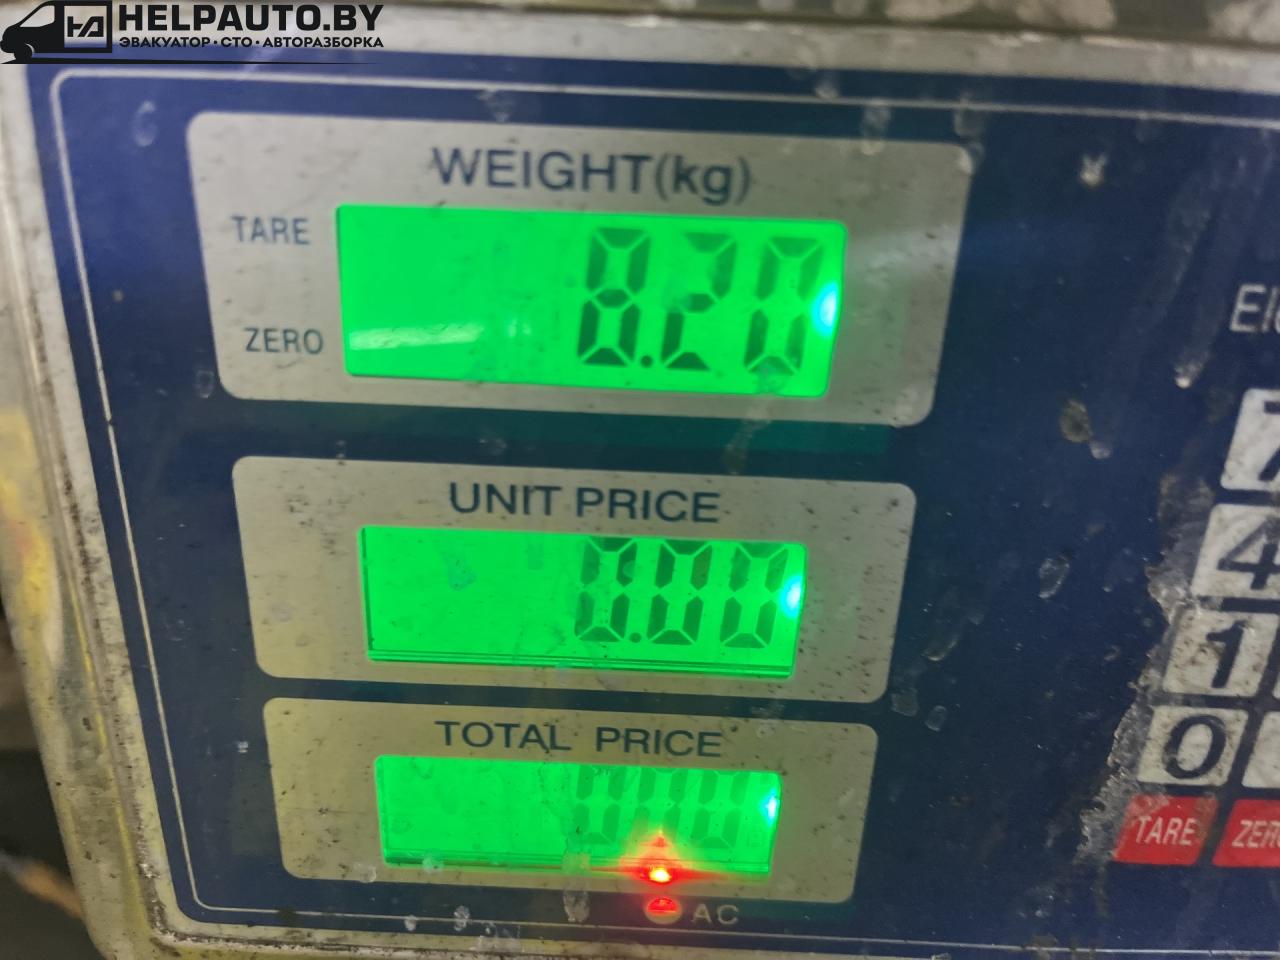 HELPAUTO.BY
ЭВАКУАТОР·СТО·АВТОРАЗБОРКА
WEIGHT(kg)
TARE
8.20
ZERO
UNIT PRICE
0.00
TOTAL PRICE
0.00
AC
7
4
1
0
TARE